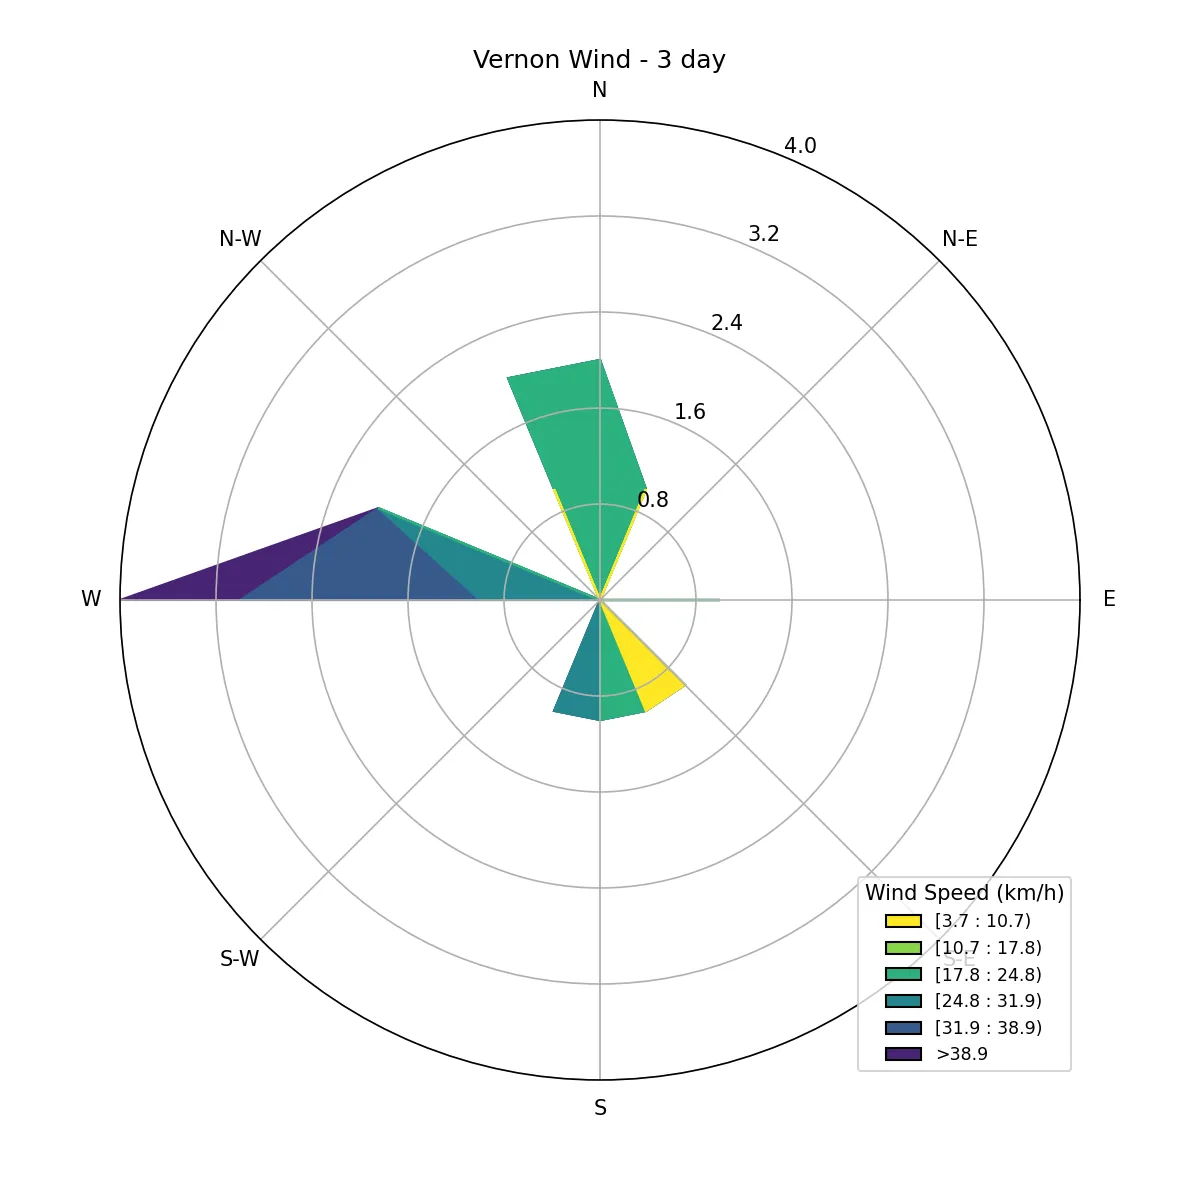 Vernon Wind - 3 day
N
4.0
N-W
3.2
N-E
2.4
1.6
0.8
W
E
Wind Speed (km/h)
[3.7 : 10.7)
[10.7 : 17.8)
S-W
S-E
[17.8 : 24.8)
[24.8 : 31.9)
[31.9 : 38.9)
>38.9
S